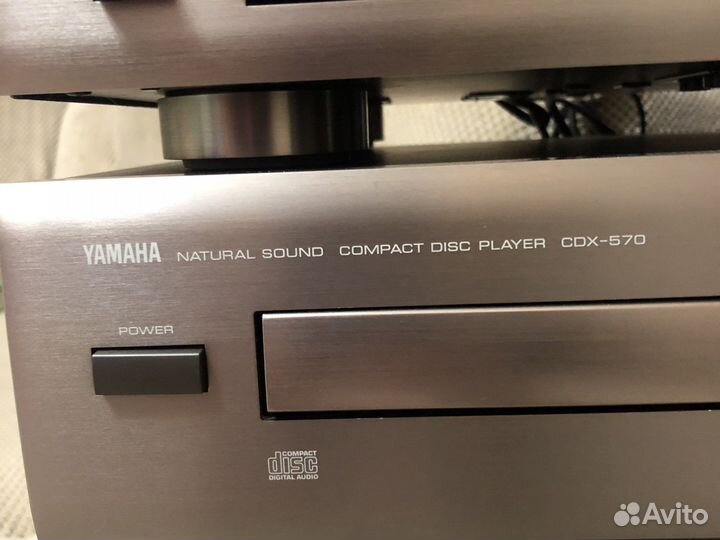 YAMAHA NATURAL SOUND COMPACT DISC PLAYER CDX-570
POWER
COMPACT
disc
DIGITAL AUDIO
Avito